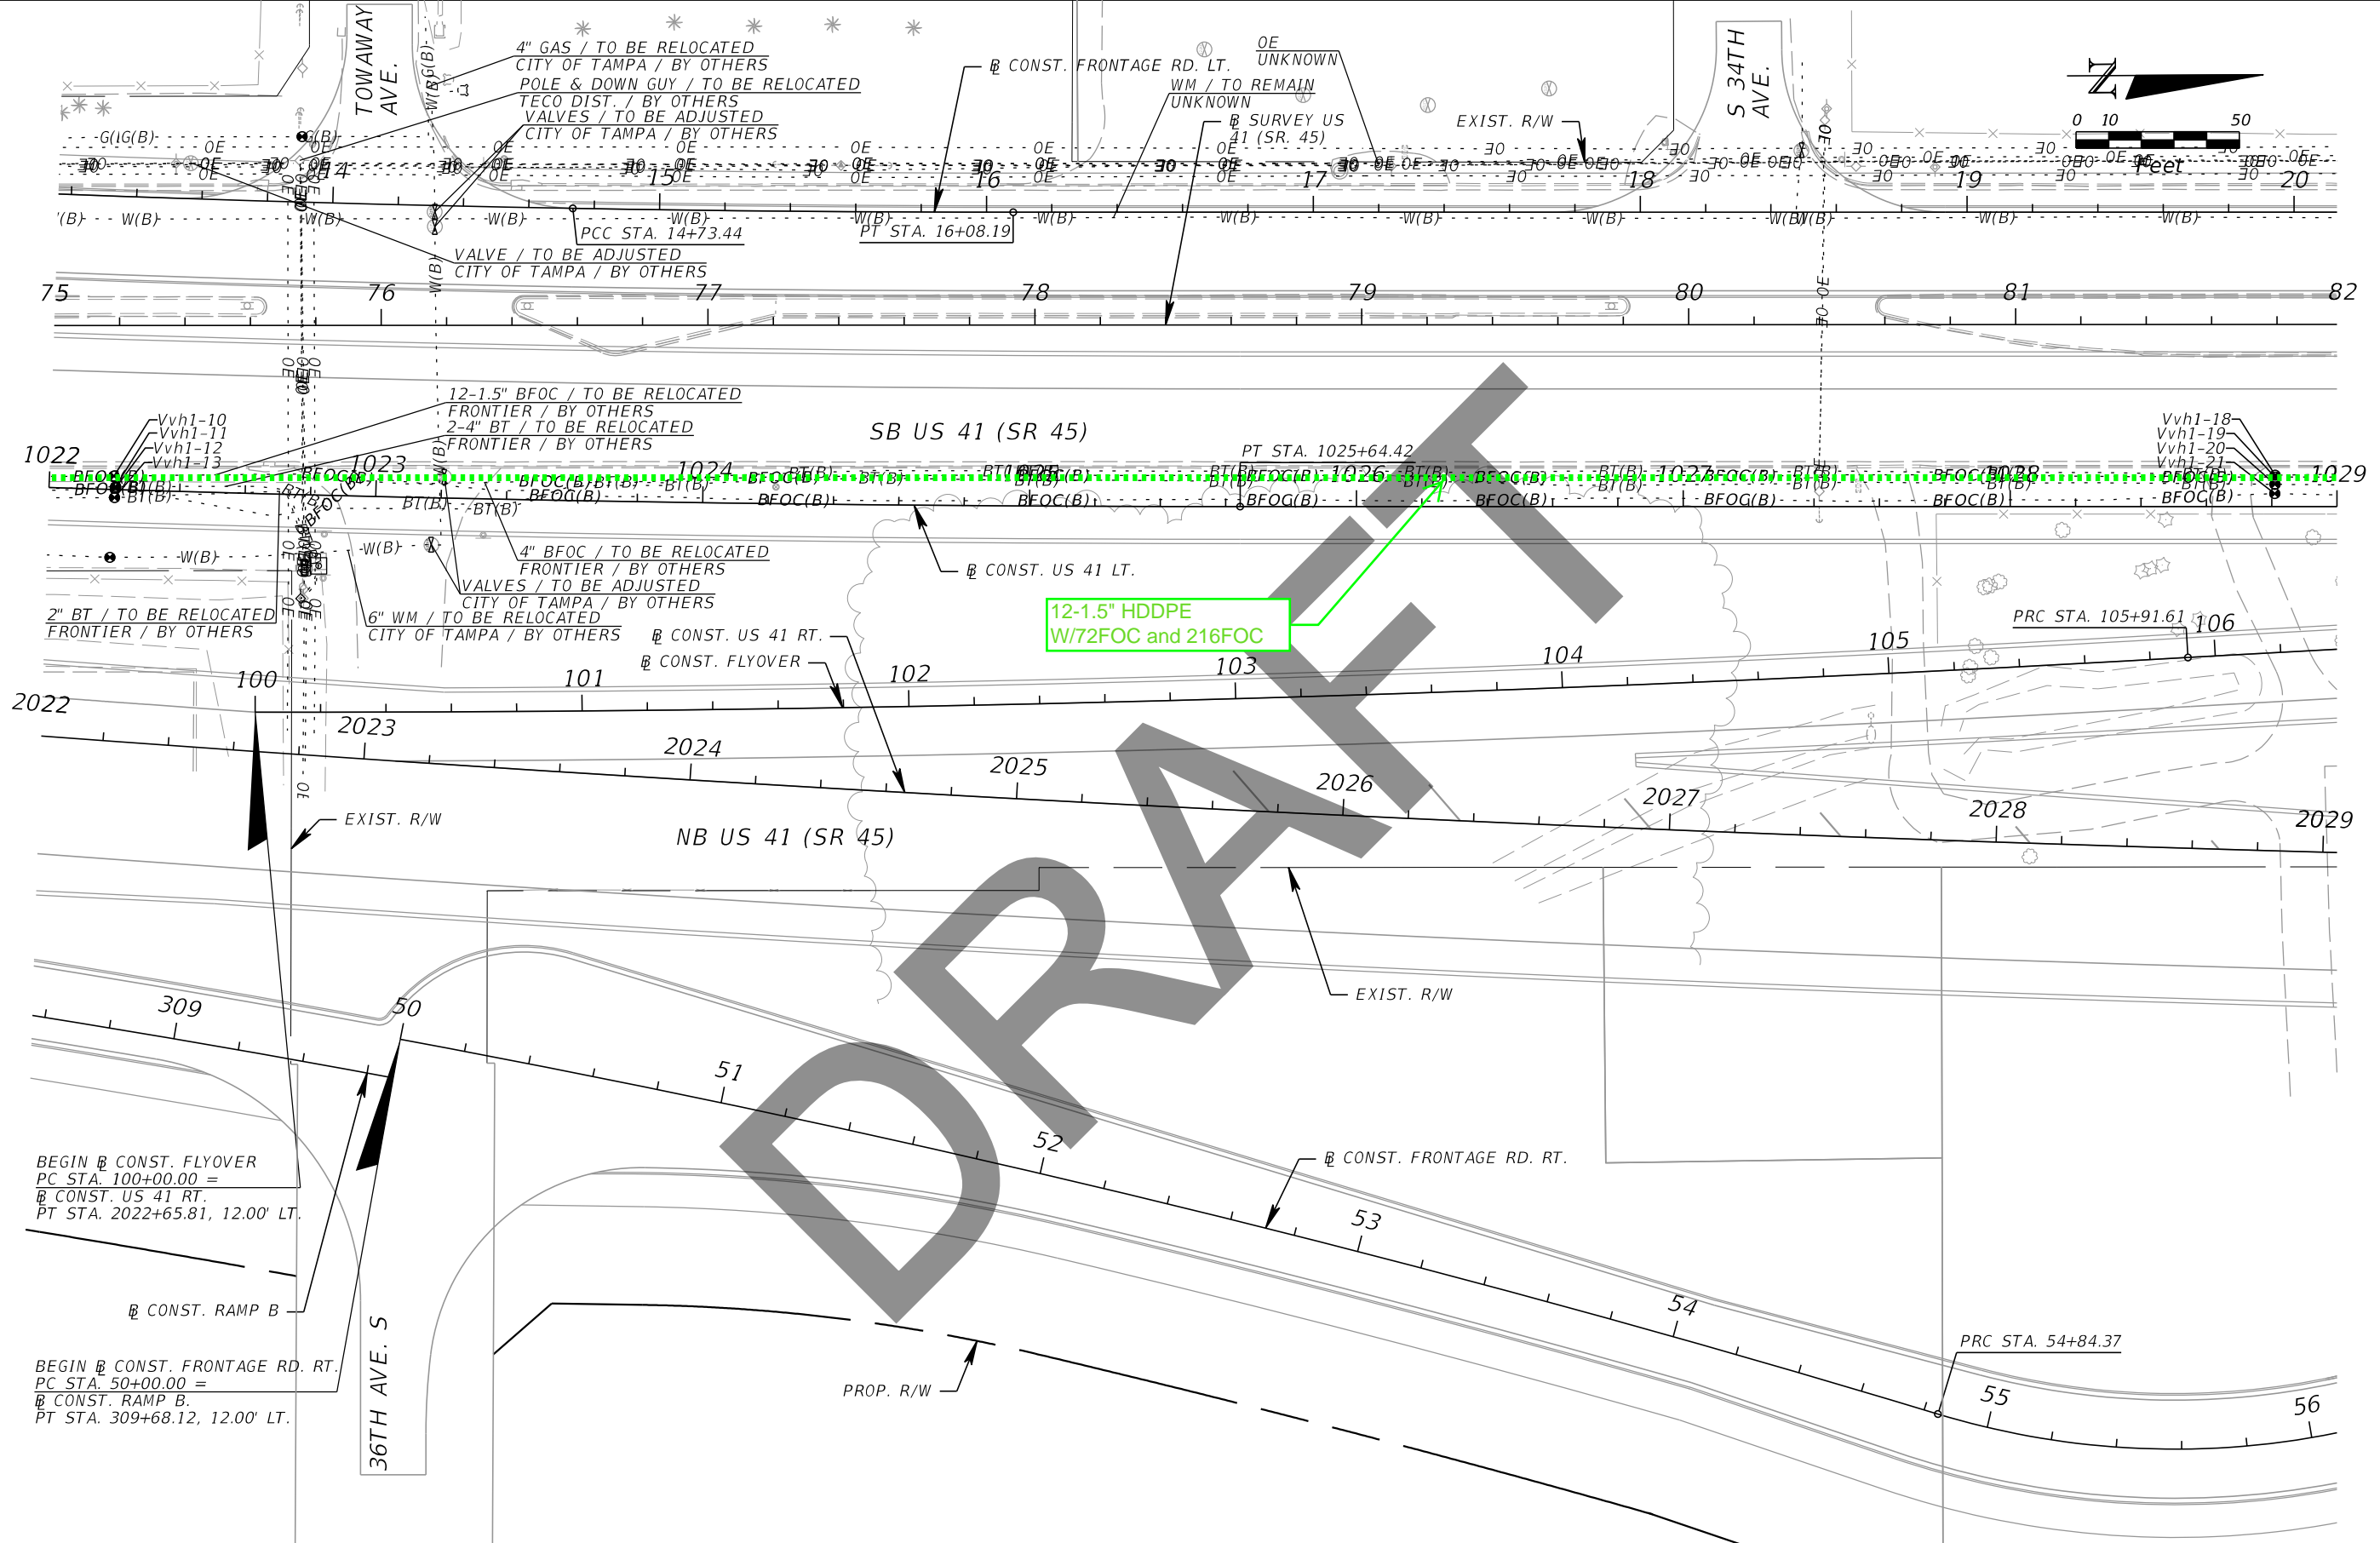 TOWAWAY
AVE.
4" GAS / TO BE RELOCATED
CITY OF TAMPA / BY OTHERS
POLE & DOWN GUY / TO BE RELOCATED
TECO DIST. / BY OTHERS
VALVES / TO BE ADJUSTED
CITY OF TAMPA / BY OTHERS
℄ CONST. FRONTAGE RD. LT.
OE
UNKNOWN
WM / TO REMAIN
UNKNOWN
℄ SURVEY US
41 (SR. 45)
EXIST. R/W
S 34TH
AVE.
Z
0 10 50
Feet
14 15 16 17 18 19 20
W(B) W(B) W(B) W(B) W(B) W(B) W(B) W(B) W(B) W(B) W(B)
PCC STA. 14+73.44
PT STA. 16+08.19
VALVE / TO BE ADJUSTED
CITY OF TAMPA / BY OTHERS
75 76 77 78 79 80 81 82
12-1.5" BFOC / TO BE RELOCATED
FRONTIER / BY OTHERS
2-4" BT / TO BE RELOCATED
FRONTIER / BY OTHERS
SB US 41 (SR 45)
PT STA. 1025+64.42
Vvh1-10
Vvh1-11
Vvh1-12
Vvh1-13
Vvh1-18
Vvh1-19
Vvh1-20
Vvh1-21
1022 1023 1024 1026 1027 1028 1029
BFOC(B) BFOC(B) BFOC(B) BFOC(B) BFOC(B) BFOC(B) BFOC(B) BFOC(B)
4" BFOC / TO BE RELOCATED
FRONTIER / BY OTHERS
VALVES / TO BE ADJUSTED
CITY OF TAMPA / BY OTHERS
℄ CONST. US 41 LT.
2" BT / TO BE RELOCATED
FRONTIER / BY OTHERS
6" WM / TO BE RELOCATED
CITY OF TAMPA / BY OTHERS
12-1.5" HDDPE
W/72FOC and 216FOC
℄ CONST. US 41 RT.
℄ CONST. FLYOVER
PRC STA. 105+91.61
100 101 102 103 104 105 106
2022 2023 2024 2025 2026 2027 2028 2029
EXIST. R/W
NB US 41 (SR 45)
EXIST. R/W
DRAFT
309 50 51 52 53 54 55 56
BEGIN ℄ CONST. FLYOVER
PC STA. 100+00.00 =
℄ CONST. US 41 RT.
PT STA. 2022+65.81, 12.00' LT.
℄ CONST. FRONTAGE RD. RT.
℄ CONST. RAMP B
36TH AVE. S
BEGIN ℄ CONST. FRONTAGE RD. RT.
PC STA. 50+00.00 =
℄ CONST. RAMP B.
PT STA. 309+68.12, 12.00' LT.
PROP. R/W
PRC STA. 54+84.37